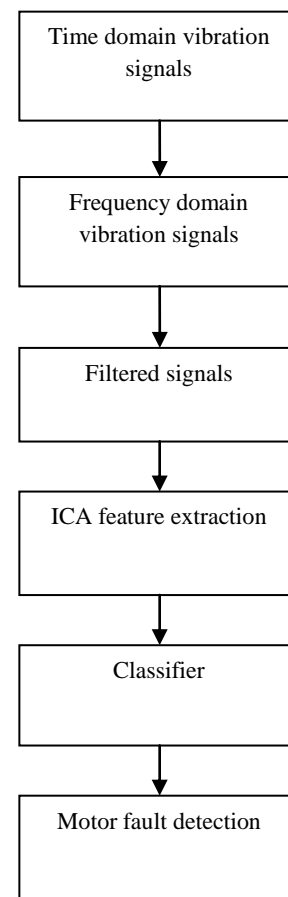 Time domain vibration
signals
Frequency domain
vibration signals
Filtered signals
ICA feature extraction
Classifier
Motor fault detection